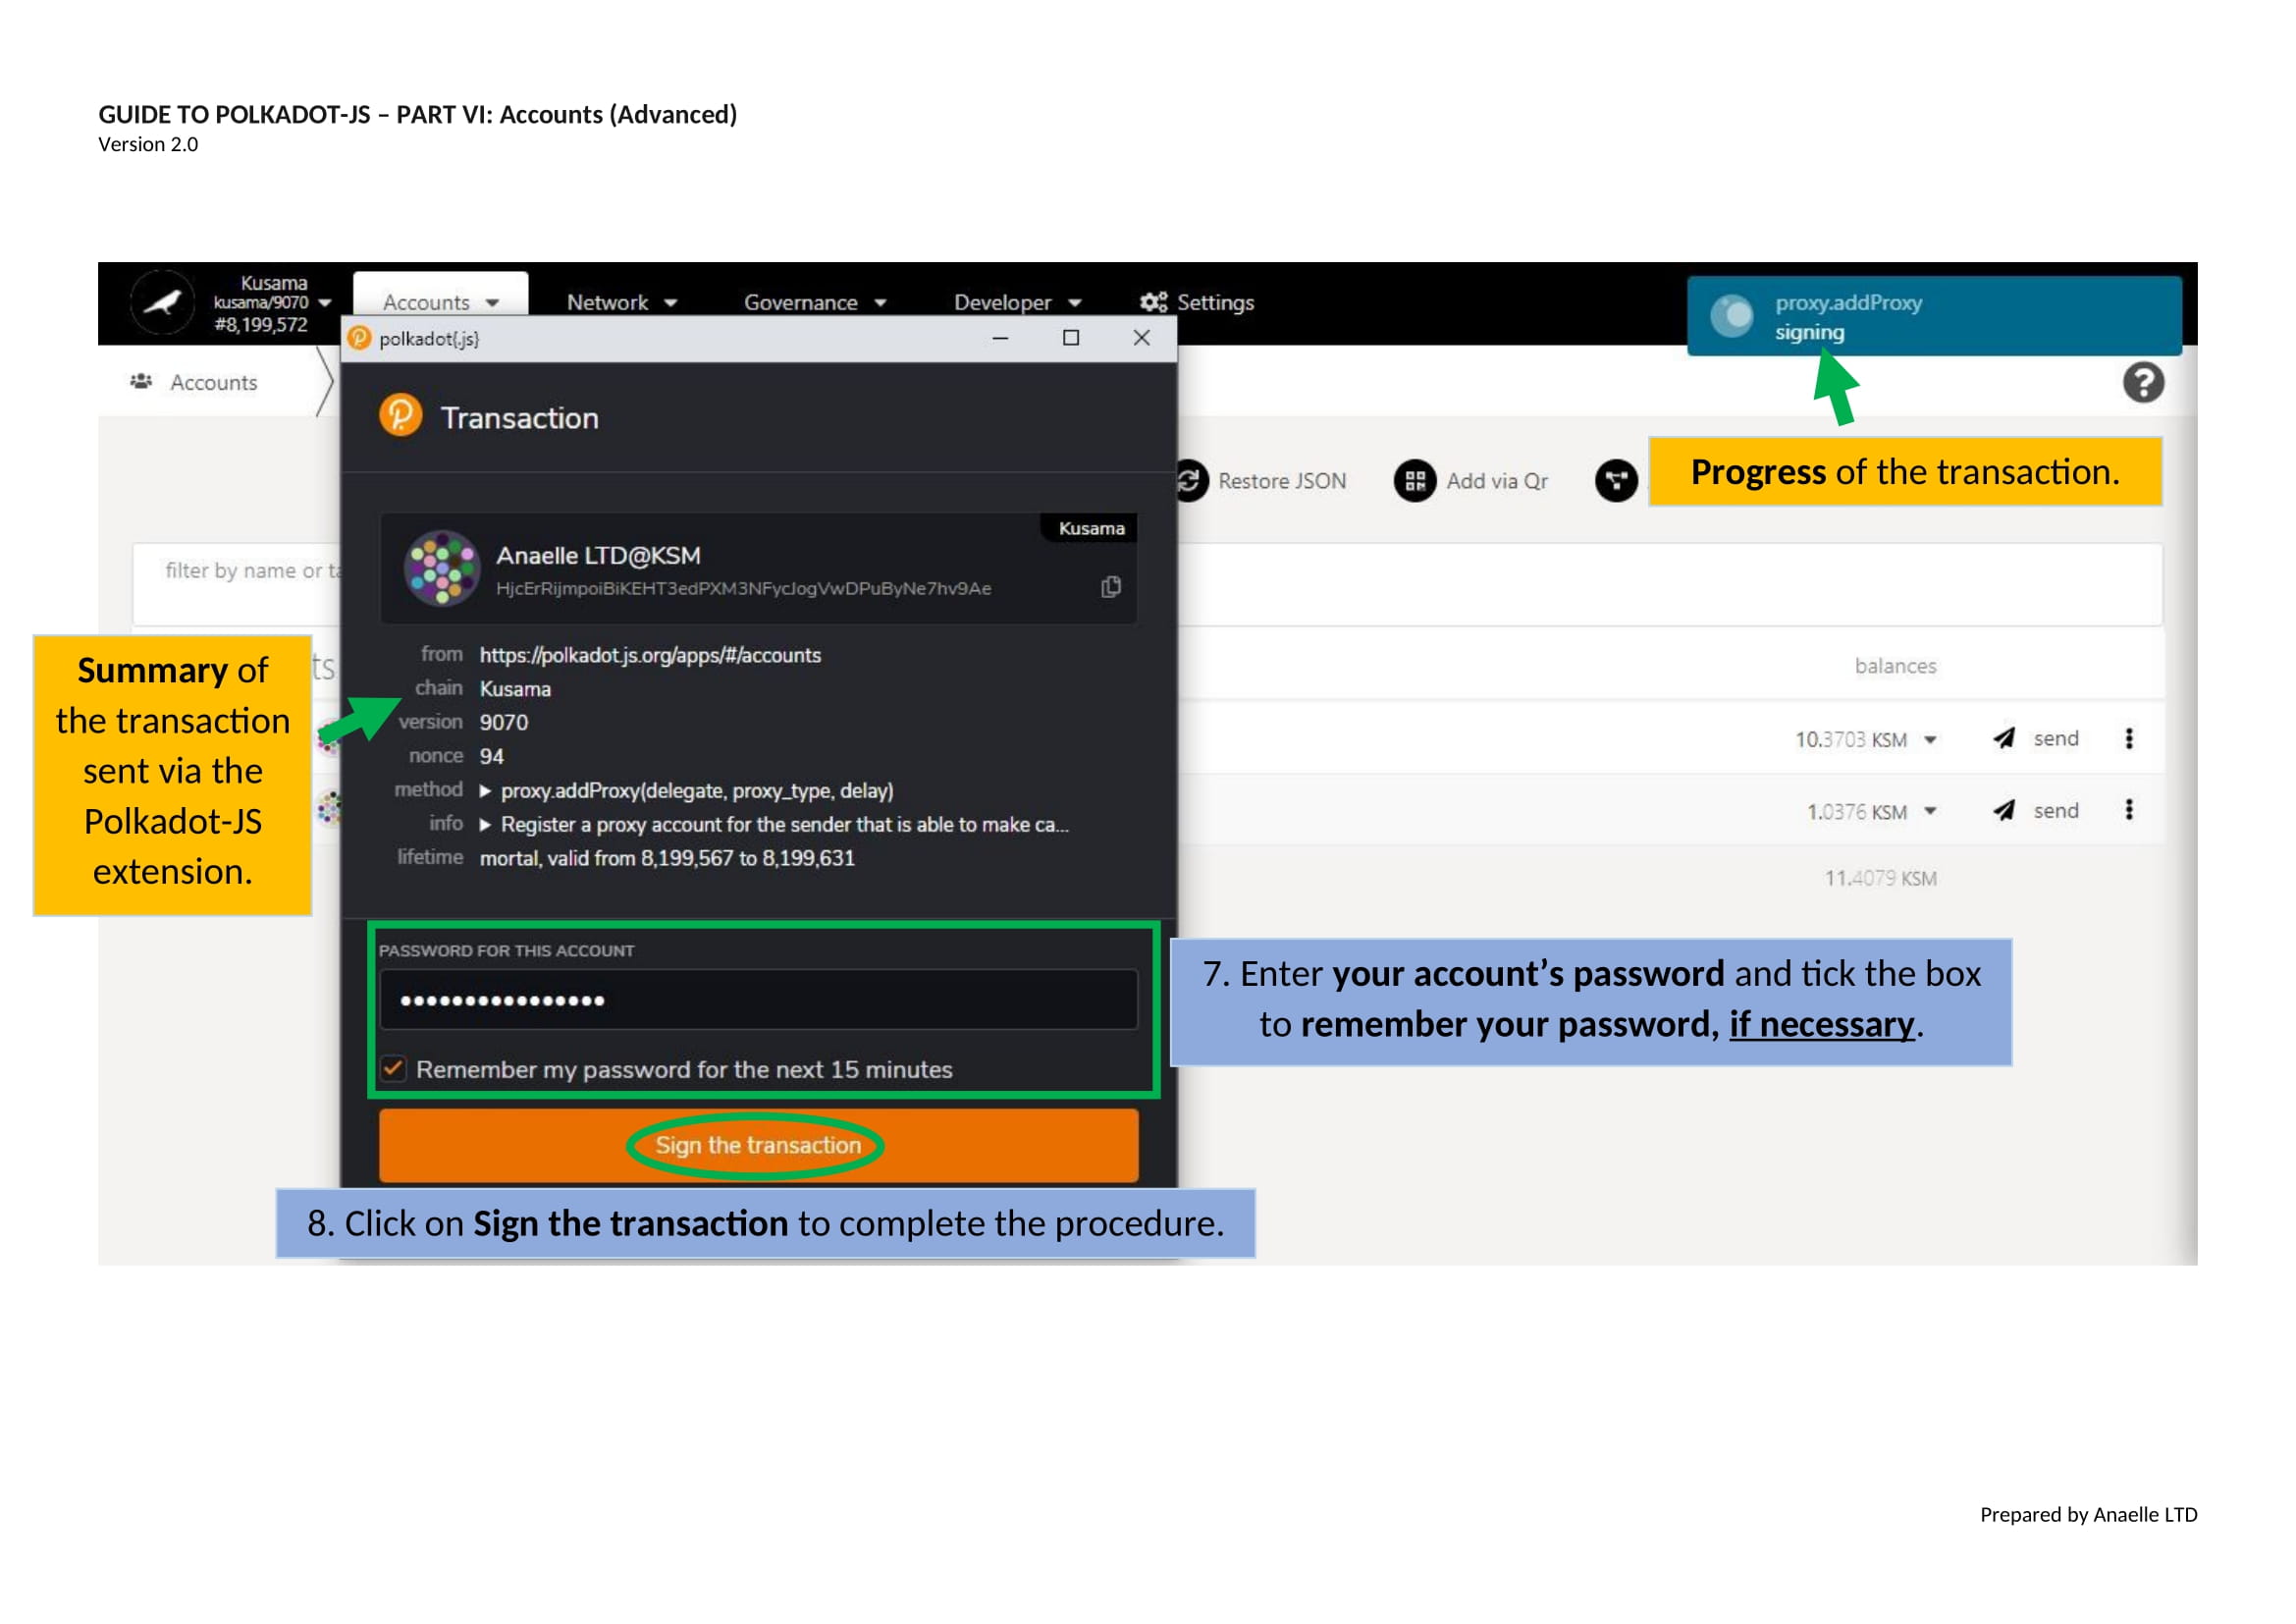 GUIDE TO POLKADOT-JS – PART VI: Accounts (Advanced)
Version 2.0
Kusama
kusama/9070
#8,199,572
Accounts
Network
Governance
Developer
Settings
proxy.addProxy
signing
polkadot{.js}
Accounts
Transaction
Progress of the transaction.
Restore JSON
Add via Qr
Kusama
Anaelle LTD@KSM
HjcErRijmpoiBiKEHT3edPXM3NFycJogVwDPuByNe7hv9Ae
filter by name or
Summary of
the transaction
sent via the
Polkadot-JS
extension.
from https://polkadot.js.org/apps/#/accounts
chain Kusama
version 9070
nonce 94
method proxy.addProxy(delegate, proxy_type, delay)
info Register a proxy account for the sender that is able to make ca...
lifetime mortal, valid from 8,199,567 to 8,199,631
balances
10.3703 KSM send
1.0376 KSM send
11.4079 KSM
PASSWORD FOR THIS ACCOUNT
Remember my password for the next 15 minutes
7. Enter your account’s password and tick the box
to remember your password, if necessary.
Sign the transaction
8. Click on Sign the transaction to complete the procedure.
Prepared by Anaelle LTD